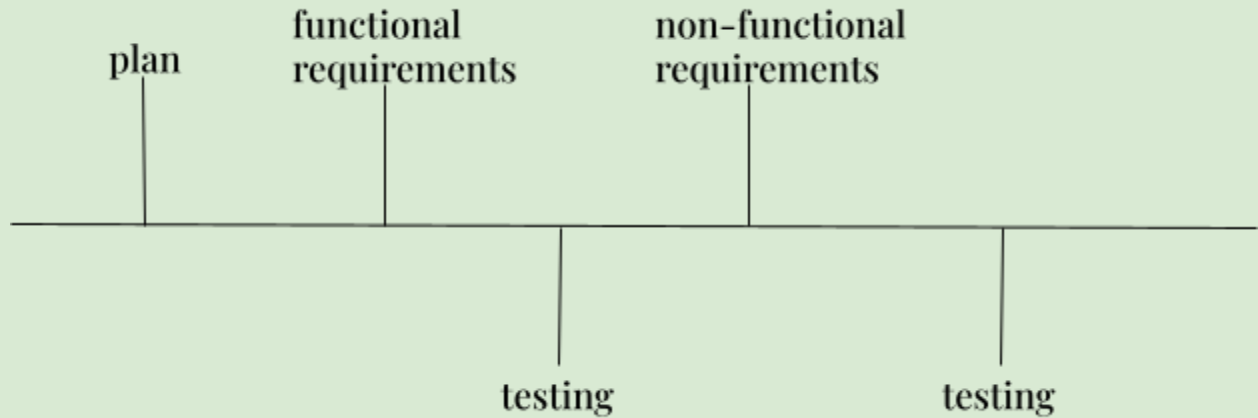 plan
functional
requirements
non-functional
requirements
testing
testing